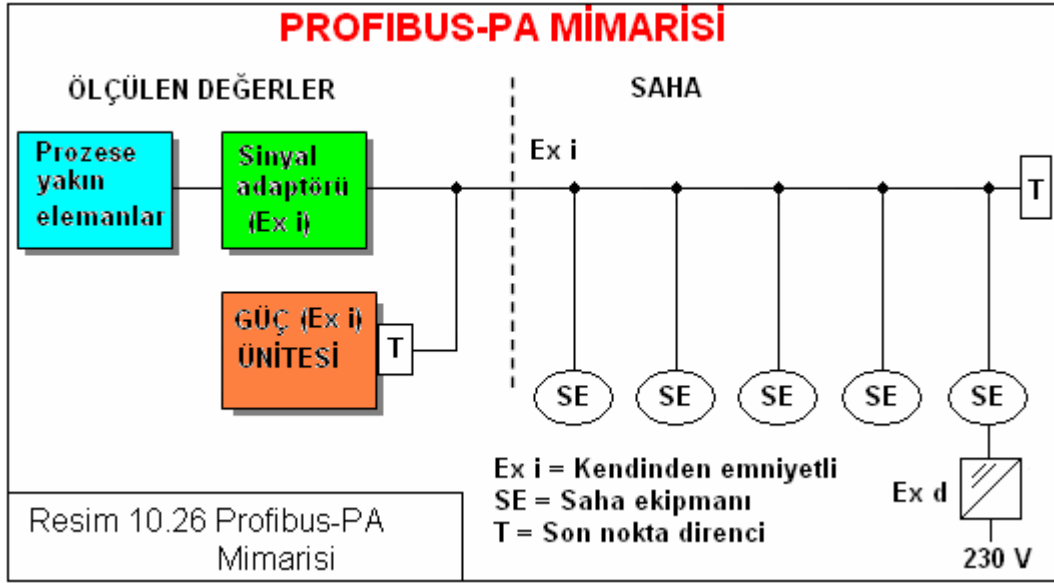 PROFIBUS-PA MİMARİSİ
ÖLÇÜLEN DEĞERLER
SAHA
Prozese
yakın
elemanlar
Sinyal
adaptörü
(Ex i)
Ex i
T
GÜÇ (Ex i)
ÜNİTESİ
T
SE
SE
SE
SE
SE
Ex i = Kendinden emniyetli
SE = Saha ekipmanı
T = Son nokta direnci
Ex d
230 V
Resim 10.26 Profibus-PA
Mimarisi